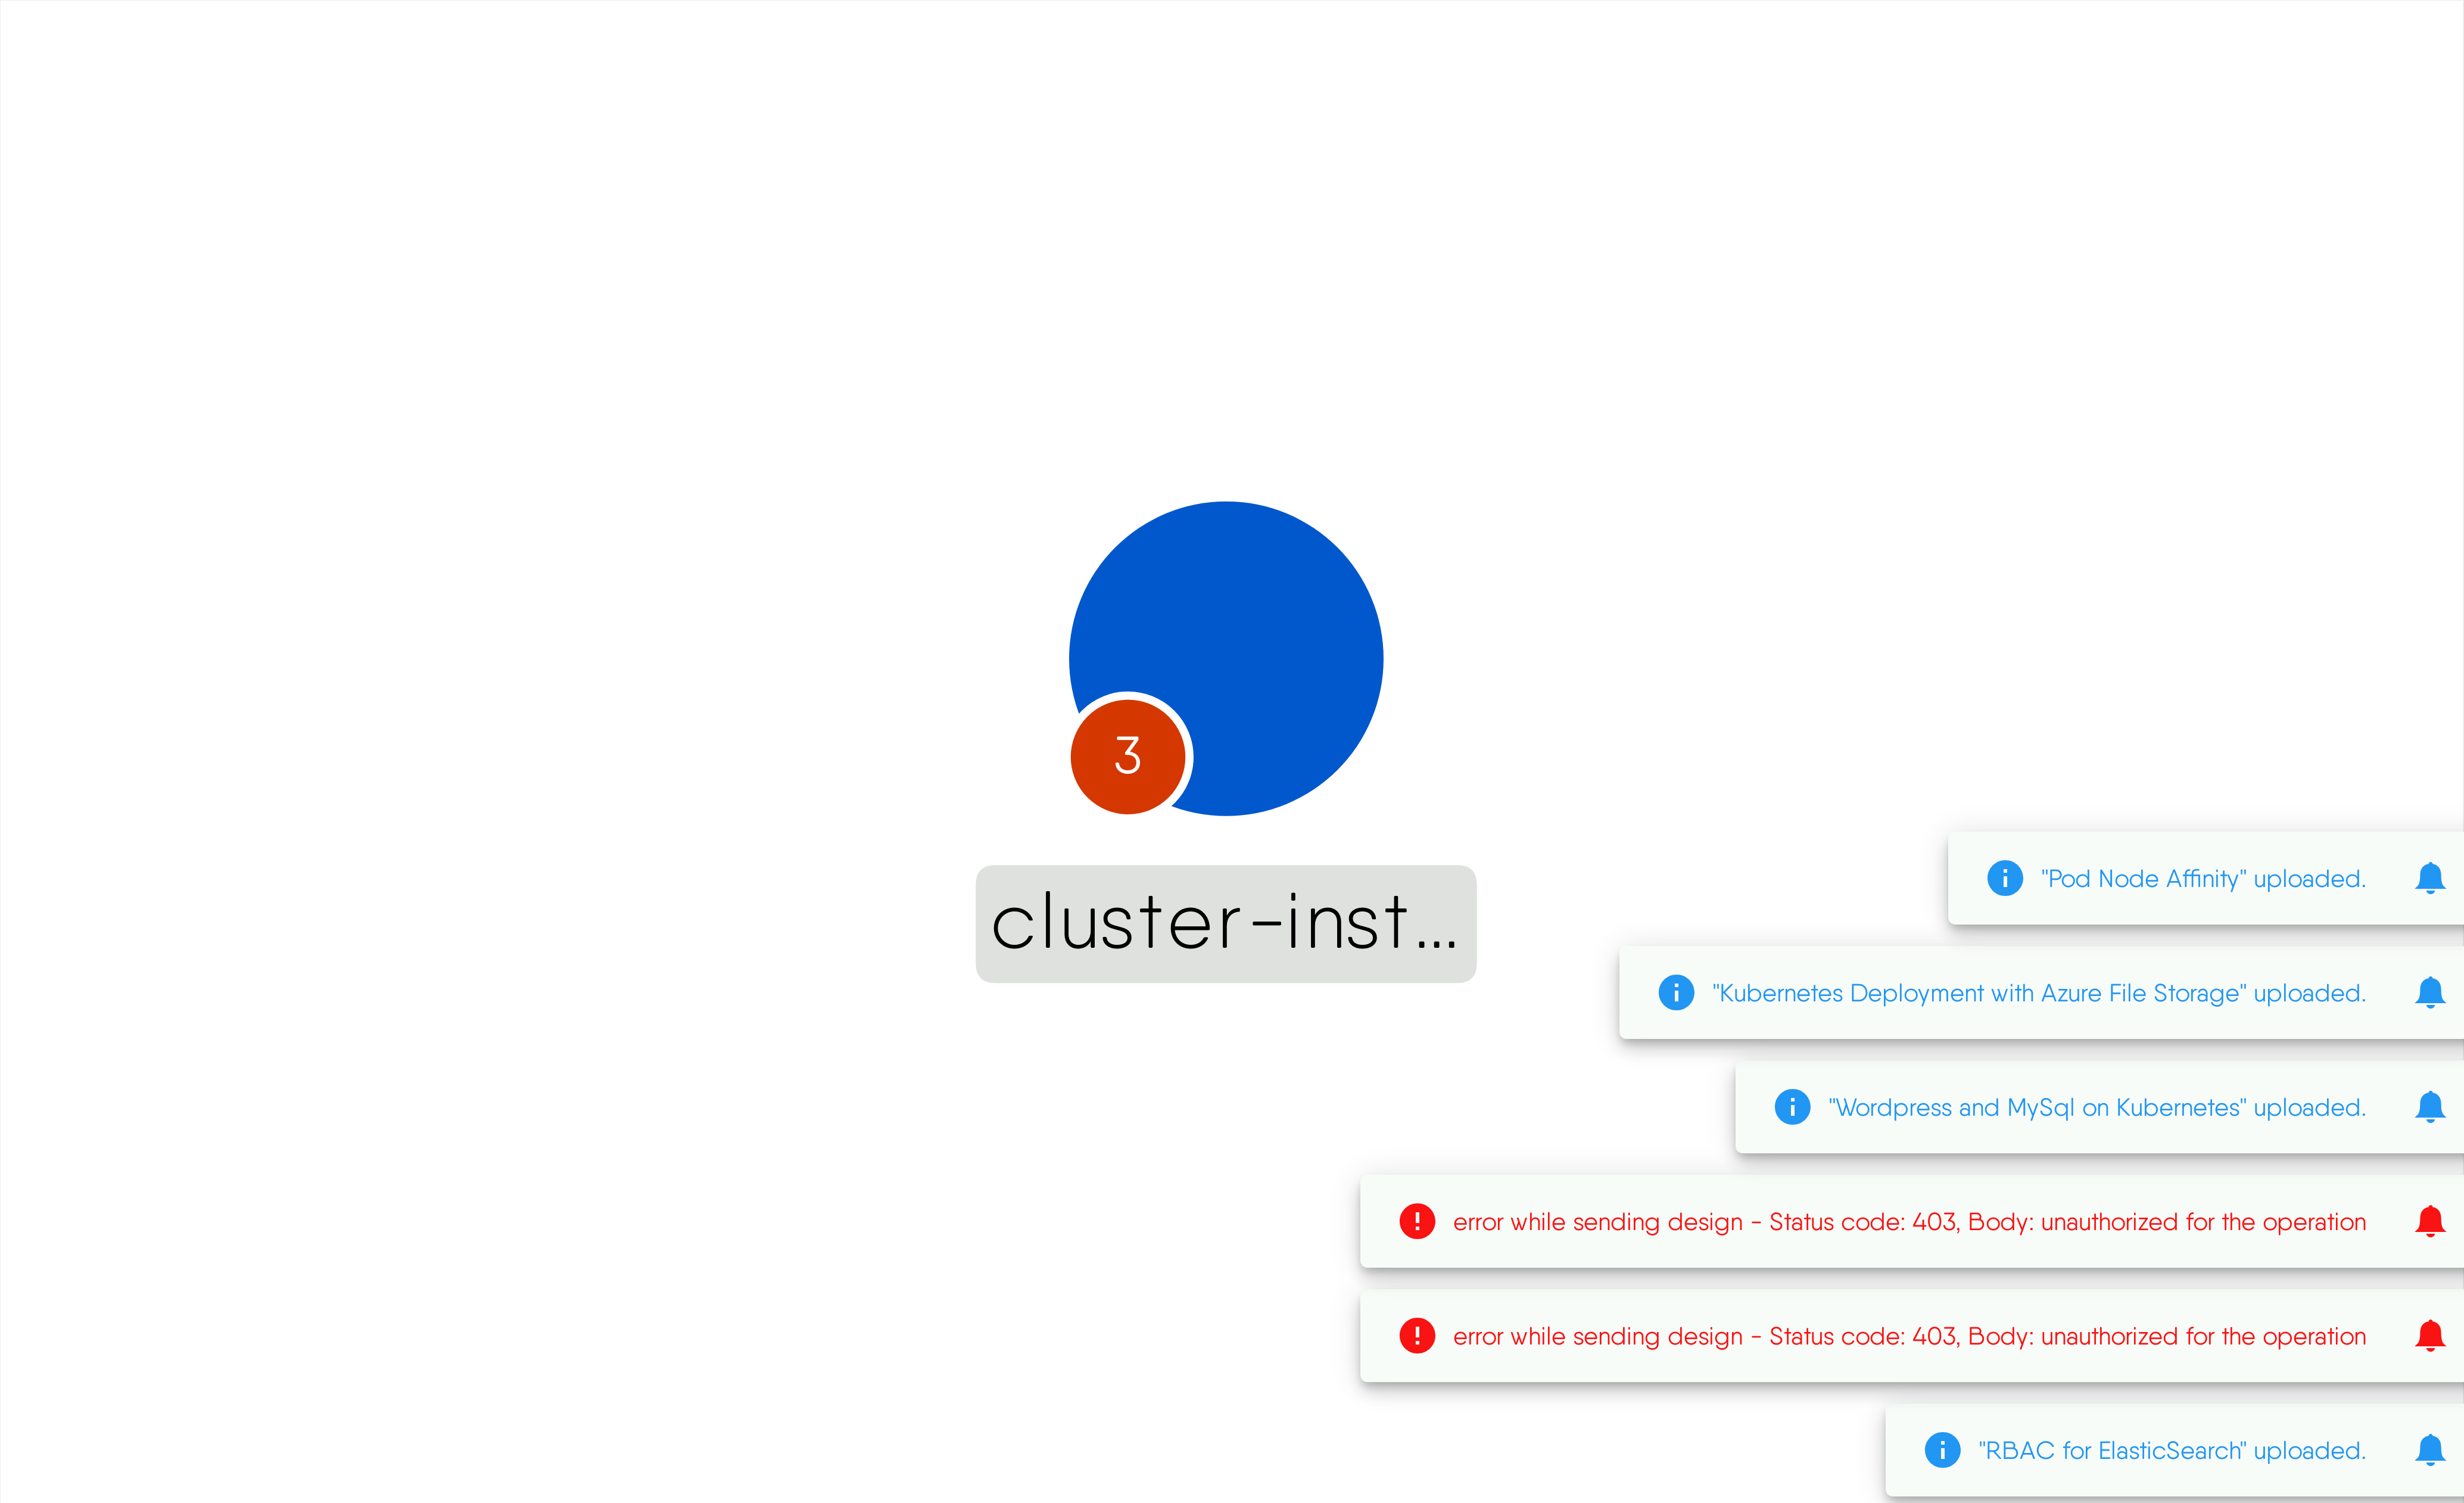 3
cluster-inst...
"Pod Node Affinity" uploaded.
"Kubernetes Deployment with Azure File Storage" uploaded.
"Wordpress and MySql on Kubernetes" uploaded.
error while sending design - Status code: 403, Body: unauthorized for the operation
error while sending design - Status code: 403, Body: unauthorized for the operation
"RBAC for ElasticSearch" uploaded.